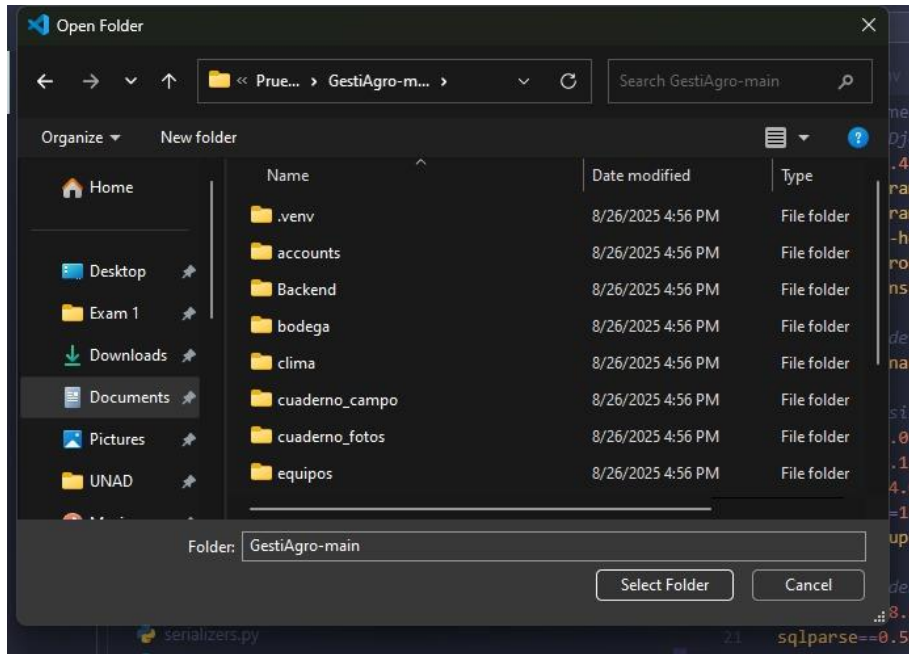 Open Folder
« Prue... › GestiAgro-m... ›
Search GestiAgro-main
Organize
New folder
Name
Date modified
Type
Home
Desktop
Exam 1
Downloads
Documents
Pictures
UNAD
.venv 8/26/2025 4:56 PM File folder
accounts 8/26/2025 4:56 PM File folder
Backend 8/26/2025 4:56 PM File folder
bodega 8/26/2025 4:56 PM File folder
clima 8/26/2025 4:56 PM File folder
cuaderno_campo 8/26/2025 4:56 PM File folder
cuaderno_fotos 8/26/2025 4:56 PM File folder
equipos 8/26/2025 4:56 PM File folder
Folder: GestiAgro-main
Select Folder
Cancel
serializers.py
21 sqlparse==0.5